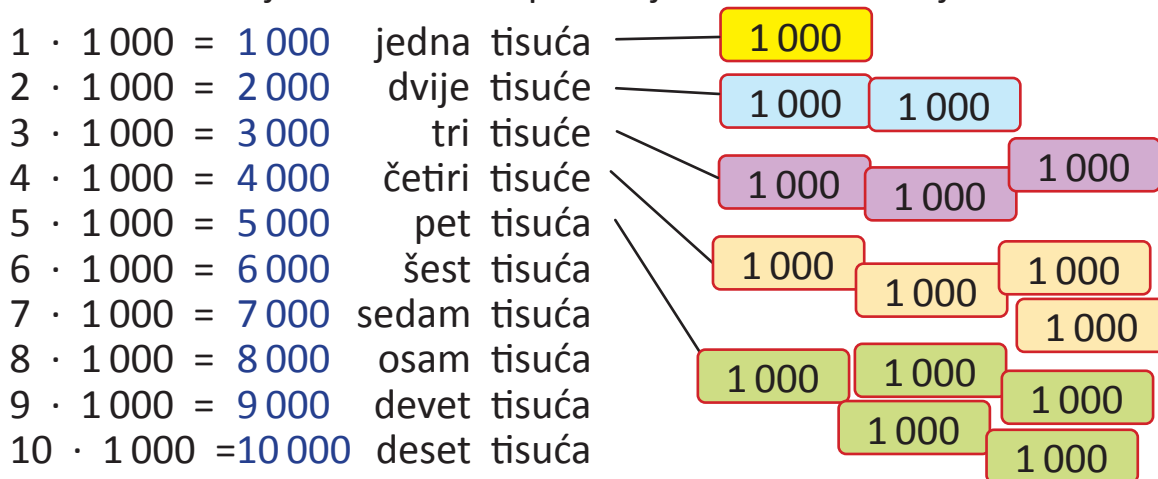 1 · 1 000 = 1 000 jedna tisuća 1 000
2 · 1 000 = 2 000 dvije tisuće 1 000 1 000
3 · 1 000 = 3 000 tri tisuće 1 000 1 000 1 000
4 · 1 000 = 4 000 četiri tisuće 1 000 1 000 1 000 1 000
5 · 1 000 = 5 000 pet tisuća 1 000 1 000 1 000 1 000 1 000
6 · 1 000 = 6 000 šest tisuća
7 · 1 000 = 7 000 sedam tisuća
8 · 1 000 = 8 000 osam tisuća
9 · 1 000 = 9 000 devet tisuća
10 · 1 000 =10 000 deset tisuća